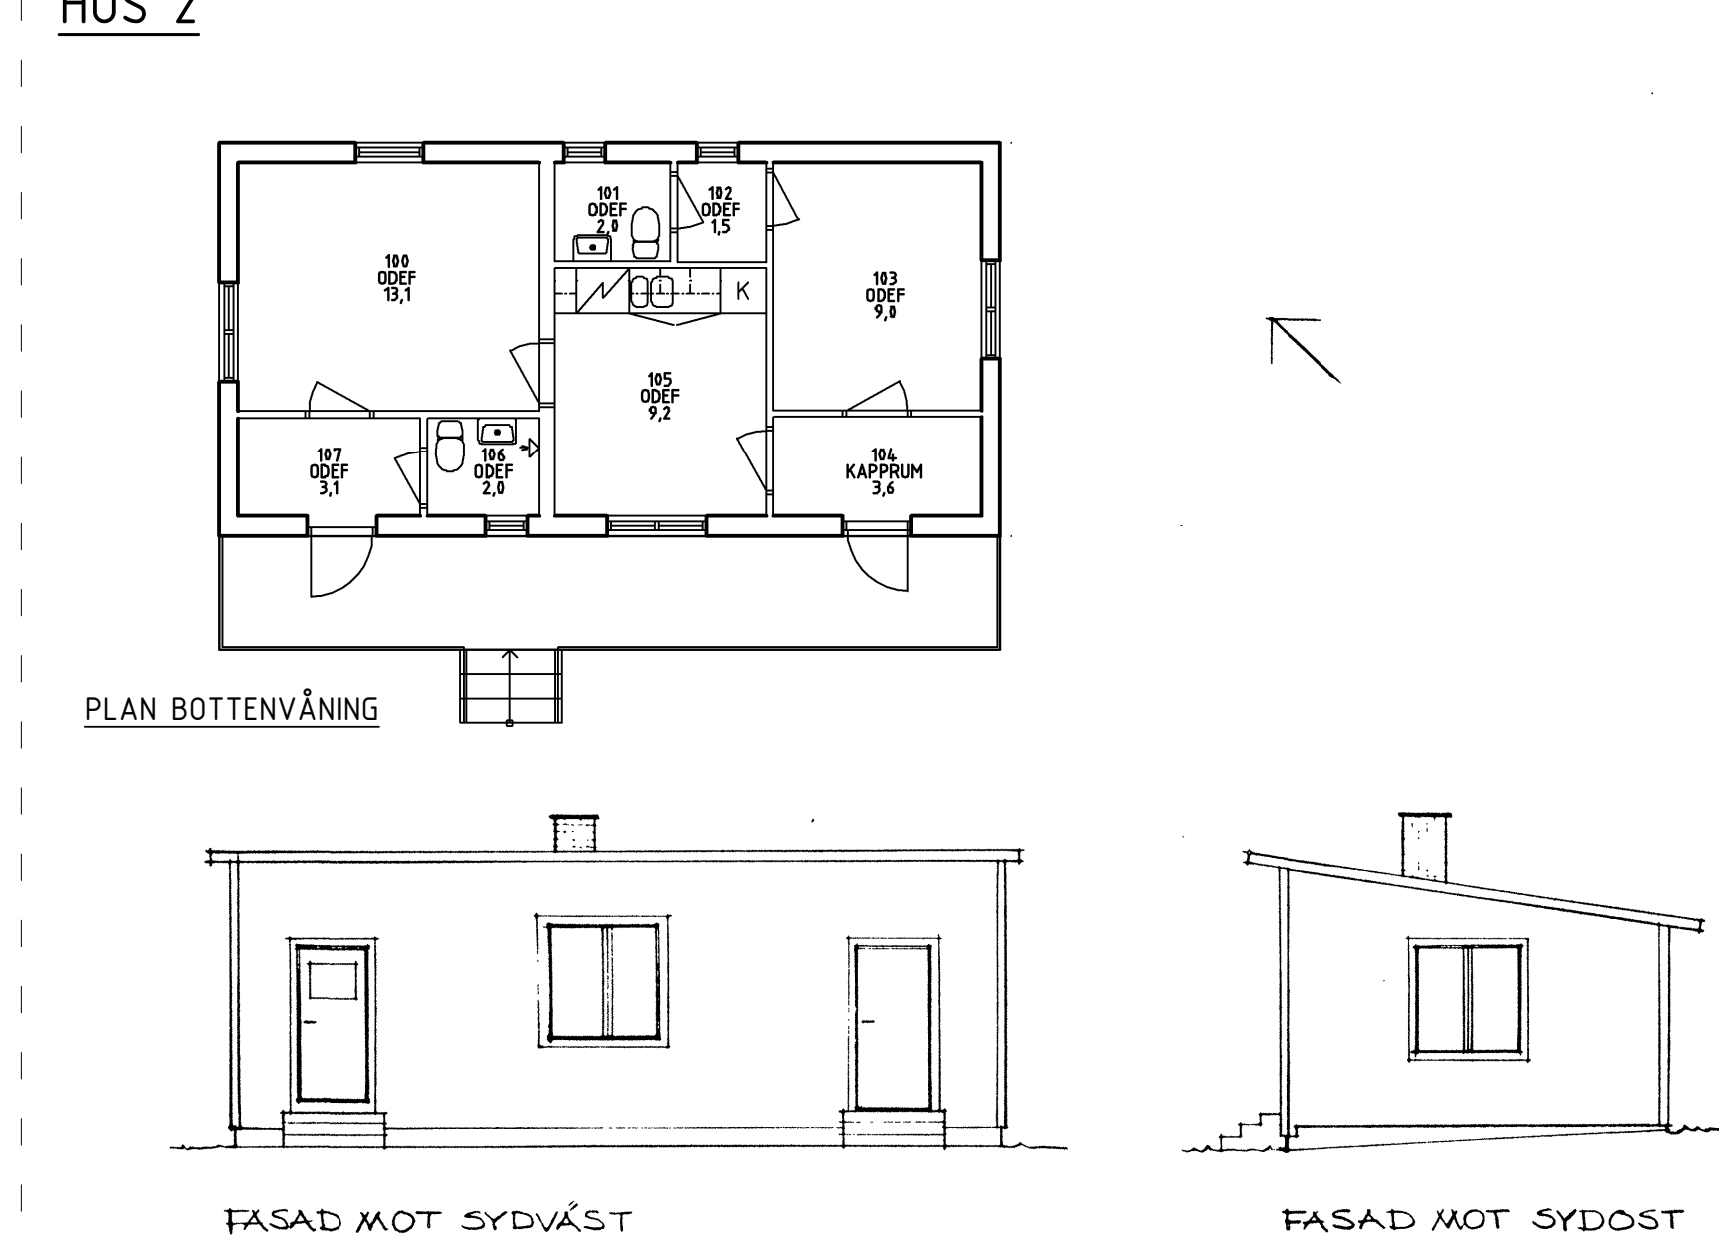 HUS 2
101
ODEF
2,0
102
ODEF
1,5
100
ODEF
13,1
103
ODEF
9,0
K
105
ODEF
9,2
107
ODEF
3,1
106
ODEF
2,0
104
KAPPRUM
3,6
PLAN BOTTENVÅNING
FASAD MOT SYDVÄST
FASAD MOT SYDOST